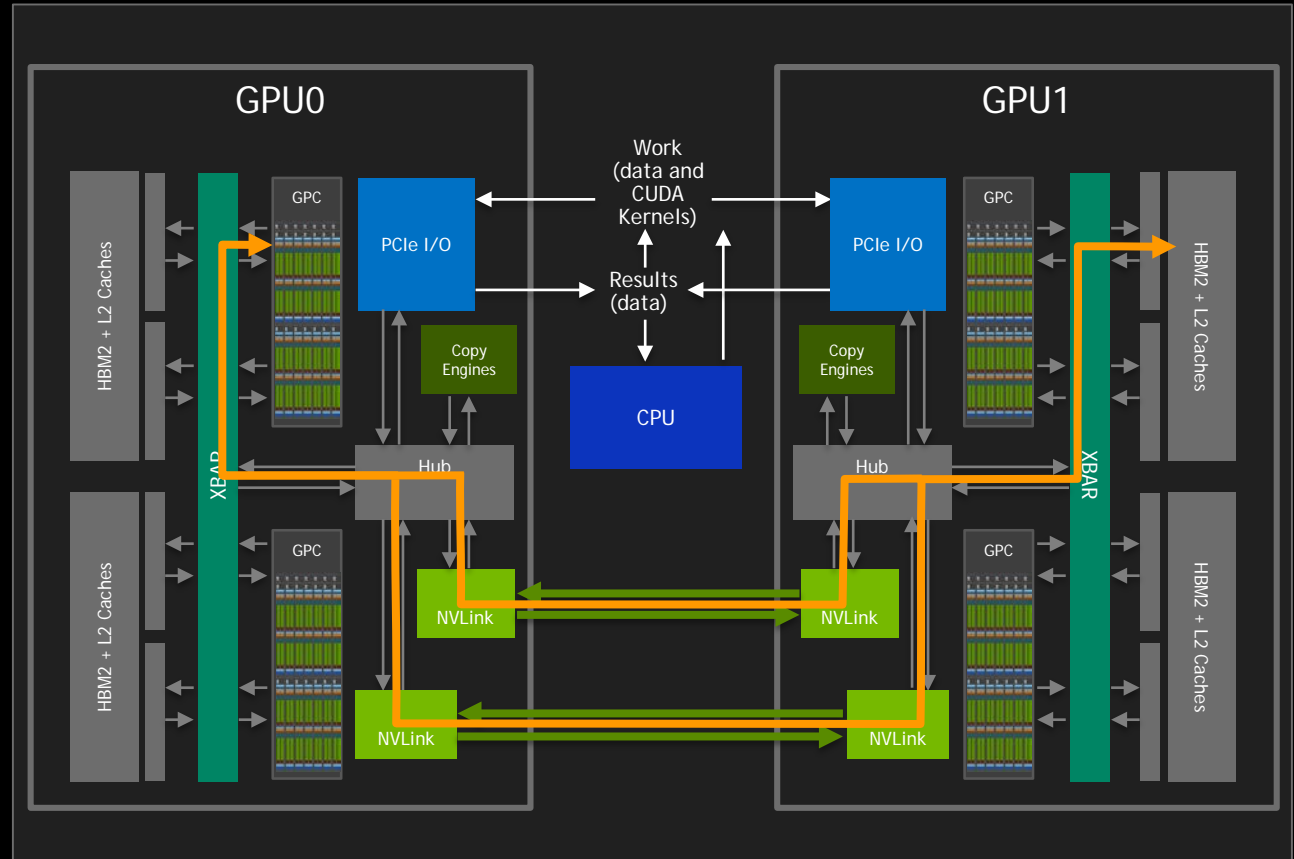 GPU0
GPU1
Work
(data and
CUDA
Kernels)
Results
(data)
CPU
HBM2 + L2 Caches
XBAR
GPC
PCIe I/O
Copy
Engines
Hub
NVLink
NVLink
HBM2 + L2 Caches
GPC
PCIe I/O
GPC
Copy
Engines
Hub
XBAR
HBM2 + L2 Caches
NVLink
NVLink
GPC
HBM2 + L2 Caches